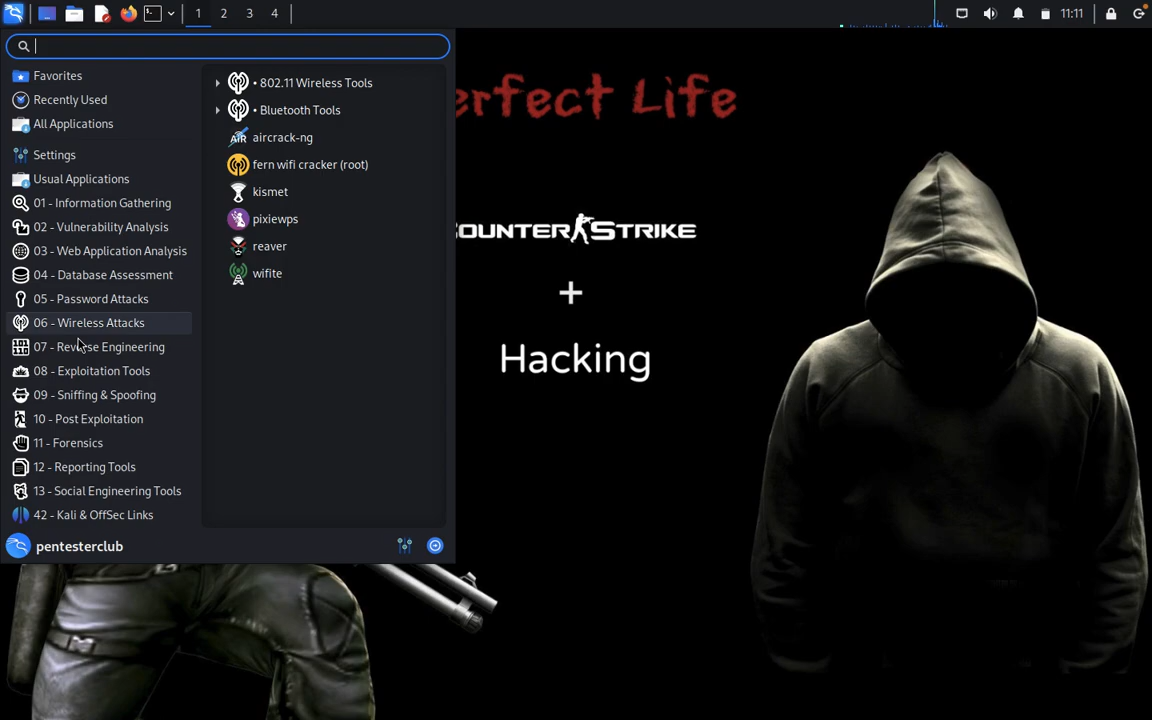 1 2 3 4
11:11
Favorites
Recently Used
All Applications
Settings
Usual Applications
01 - Information Gathering
02 - Vulnerability Analysis
03 - Web Application Analysis
04 - Database Assessment
05 - Password Attacks
06 - Wireless Attacks
07 - Reverse Engineering
08 - Exploitation Tools
09 - Sniffing & Spoofing
10 - Post Exploitation
11 - Forensics
12 - Reporting Tools
13 - Social Engineering Tools
42 - Kali & OffSec Links
pentesterclub
• 802.11 Wireless Tools
• Bluetooth Tools
AIR aircrack-ng
fern wifi cracker (root)
kismet
pixiewps
reaver
wifite
erfect Life
OUNTER STRIKE
+
Hacking